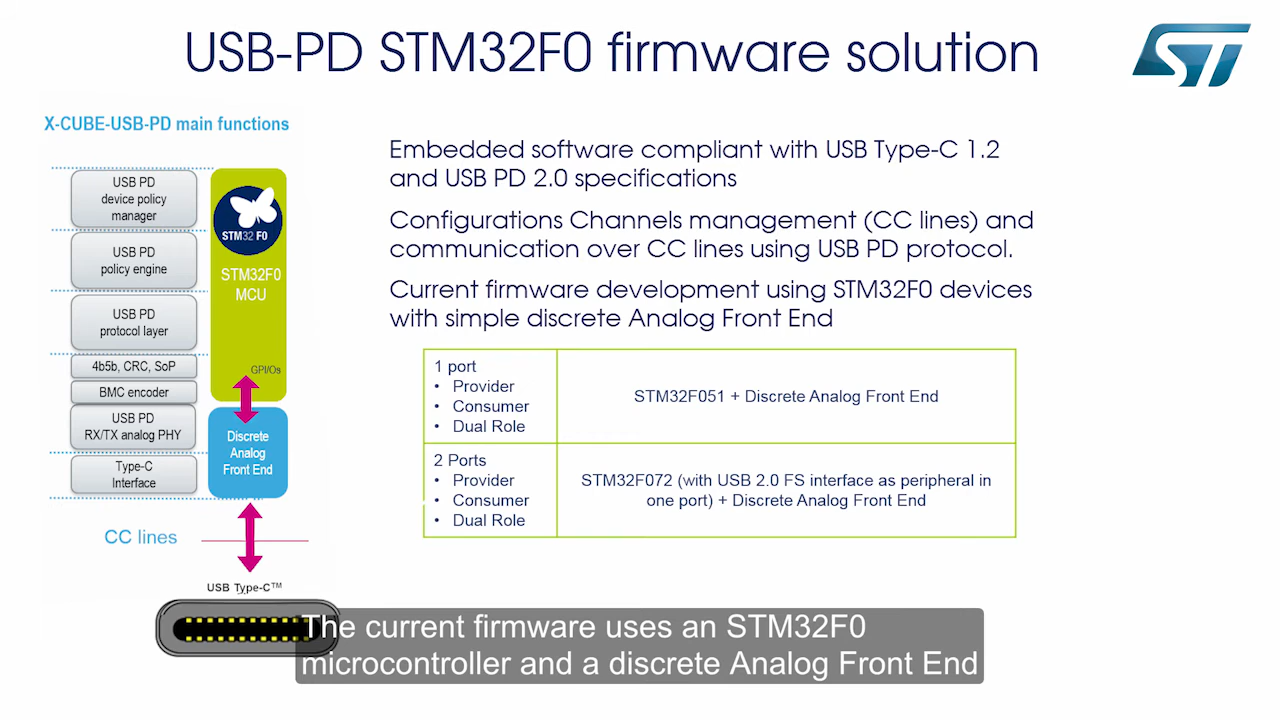 USB-PD STM32F0 firmware solution
ST
X-CUBE-USB-PD main functions
USB PD
device policy
manager
USB PD
policy engine
USB PD
protocol layer
4b5b, CRC, SoP
BMC encoder
USB PD
RX/TX analog PHY
Type-C
Interface
STM32 F0
STM32F0
MCU
GPI/Os
Discrete
Analog
Front End
CC lines
USB Type-C™
Embedded software compliant with USB Type-C 1.2
and USB PD 2.0 specifications
Configurations Channels management (CC lines) and
communication over CC lines using USB PD protocol.
Current firmware development using STM32F0 devices
with simple discrete Analog Front End
1 port
• Provider
• Consumer
• Dual Role
STM32F051 + Discrete Analog Front End
2 Ports
• Provider
• Consumer
• Dual Role
STM32F072 (with USB 2.0 FS interface as peripheral in
one port) + Discrete Analog Front End
The current firmware uses an STM32F0
microcontroller and a discrete Analog Front End